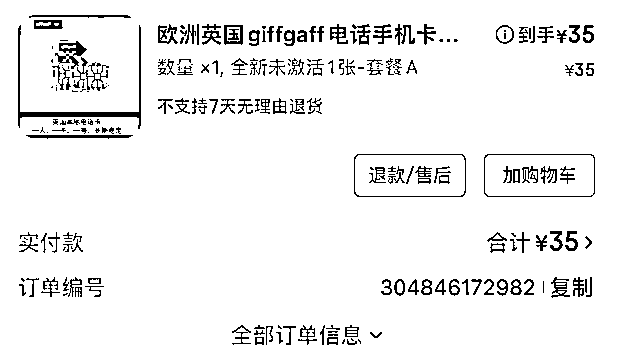 欧洲英国giffgaff电话手机卡... 到手¥35
数量 ×1, 全新未激活1张-套餐A ¥35
不支持7天无理由退货
退款/售后 加购物车
实付款 合计 ¥35
订单编号 304846172982 | 复制
全部订单信息